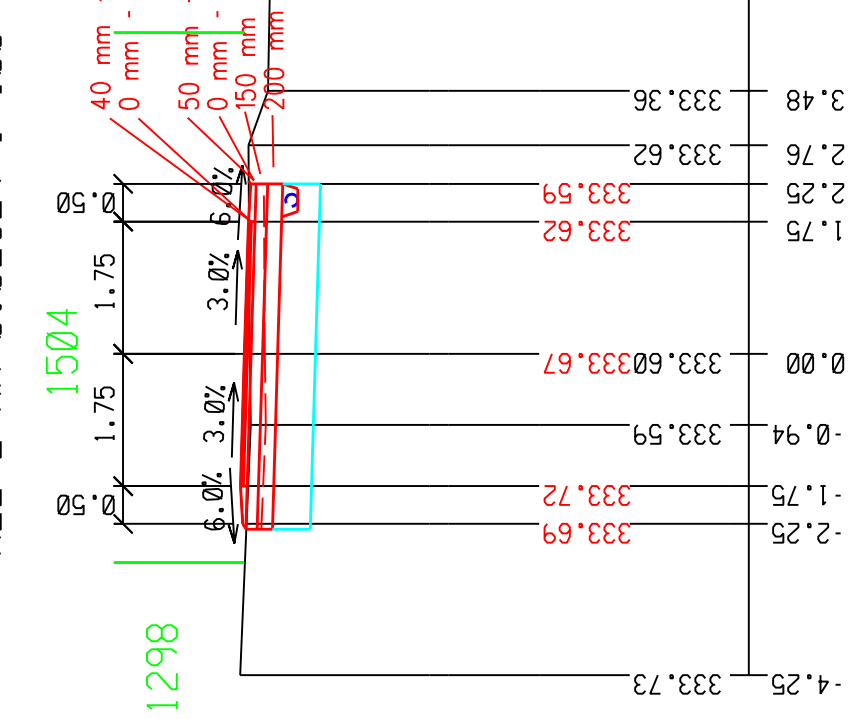 40 mm -
0 mm -
50 mm -
0 mm -
150 mm
200 mm
333.36 3.48
333.62 2.76
0.50 6.0% 333.59 2.25
333.62 1.75
1.75 3.0%
1504
333.67 333.60 0.00
1.75 3.0%
333.59 -0.94
0.50 6.0% 333.72 -1.75
333.69 -2.25
1298
333.73 -4.25
C